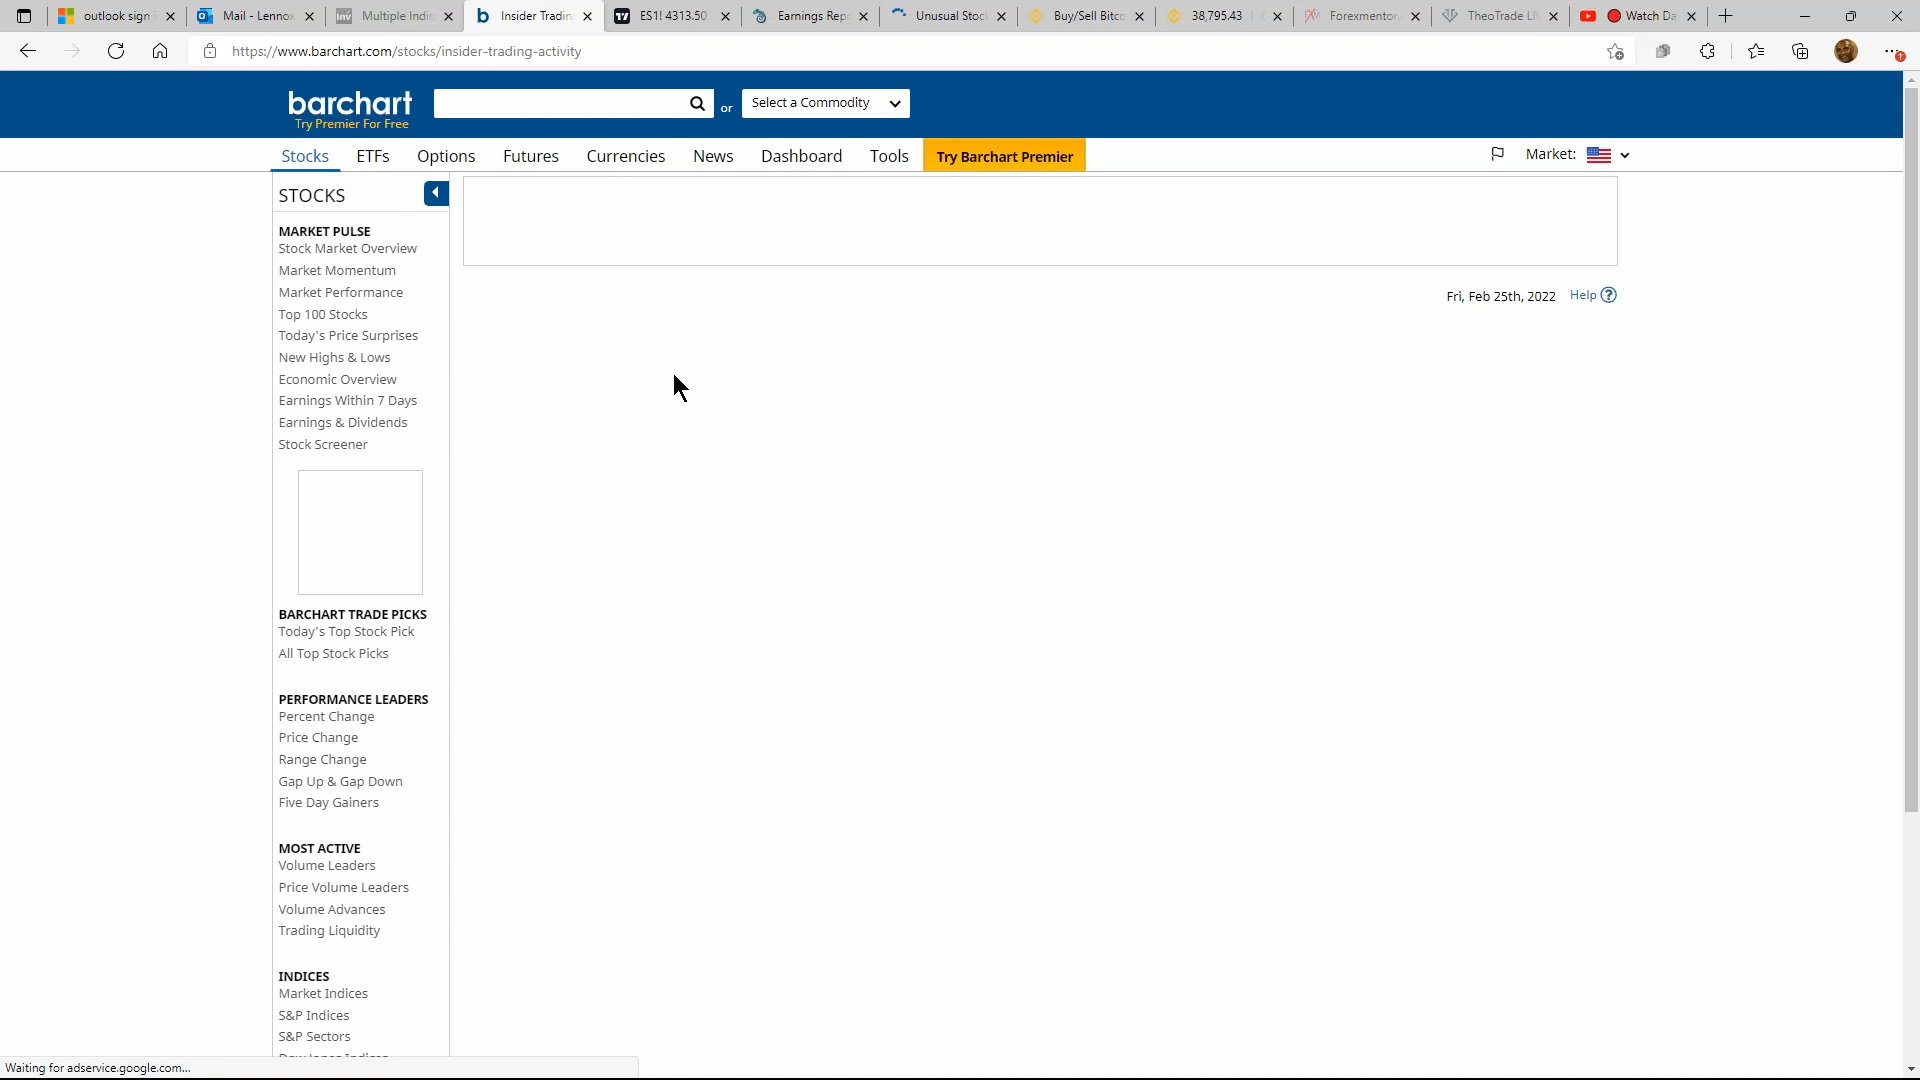 outlook sign i
Mail - Lennox
Multiple Indic
Insider Tradin
ES1! 4313.50
Earnings Repo
Unusual Stock
Buy/Sell Bitco
38,795.43
Forexmentor
TheoTrade LI
Watch Da
https://www.barchart.com/stocks/insider-trading-activity
barchart
Try Premier For Free
or
Select a Commodity
Stocks
ETFs
Options
Futures
Currencies
News
Dashboard
Tools
Try Barchart Premier
Market:
STOCKS
MARKET PULSE
Stock Market Overview
Market Momentum
Market Performance
Top 100 Stocks
Today's Price Surprises
New Highs & Lows
Economic Overview
Earnings Within 7 Days
Earnings & Dividends
Stock Screener
Fri, Feb 25th, 2022 Help ?
BARCHART TRADE PICKS
Today's Top Stock Pick
All Top Stock Picks
PERFORMANCE LEADERS
Percent Change
Price Change
Range Change
Gap Up & Gap Down
Five Day Gainers
MOST ACTIVE
Volume Leaders
Price Volume Leaders
Volume Advances
Trading Liquidity
INDICES
Market Indices
S&P Indices
S&P Sectors
Waiting for adservice.google.com...